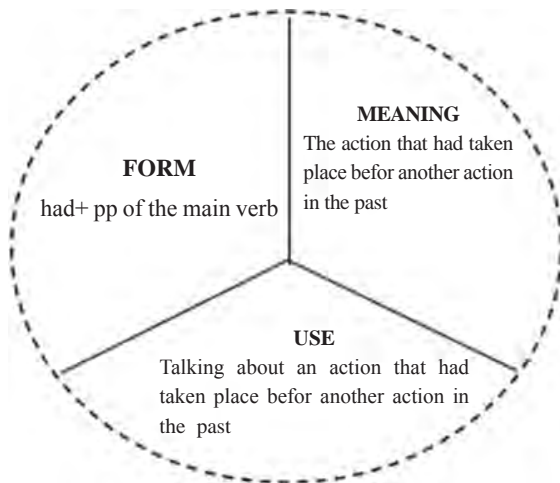 FORM
had+ pp of the main verb
MEANING
The action that had taken
place befor another action
in the past
USE
Talking about an action that had
taken place befor another action in
the past